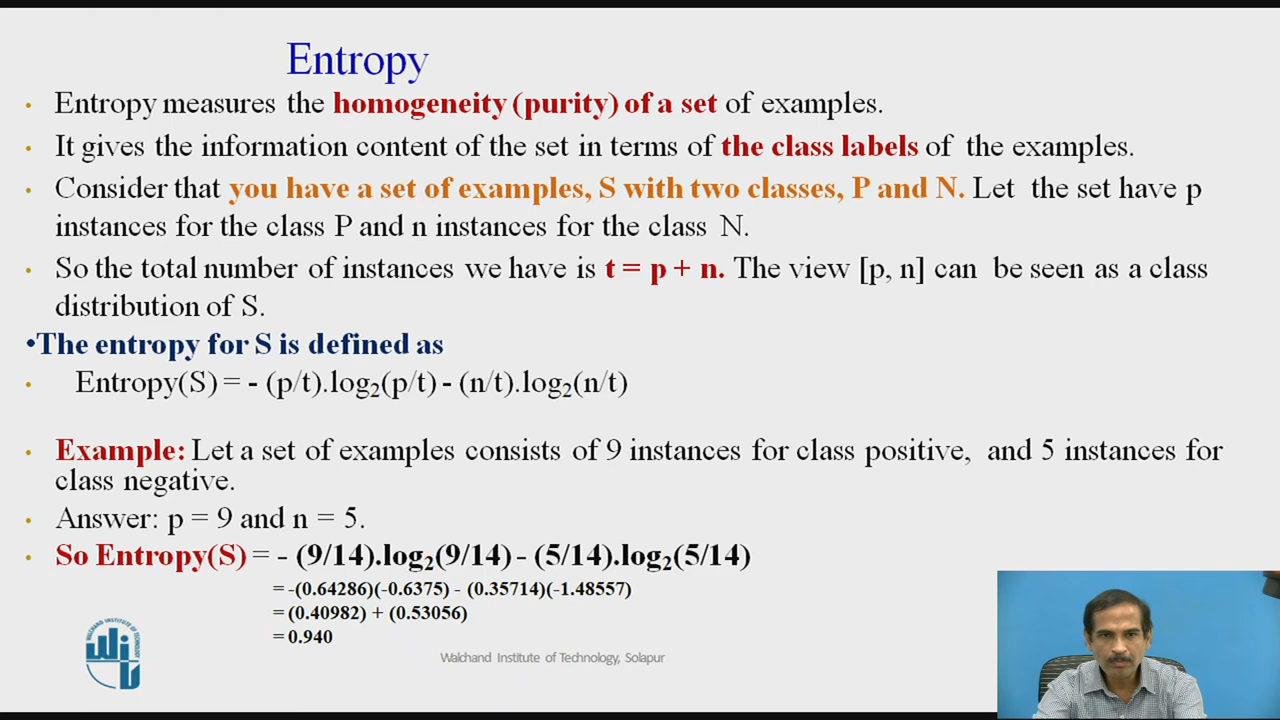 Entropy
• Entropy measures the homogeneity (purity) of a set of examples.
• It gives the information content of the set in terms of the class labels of the examples.
• Consider that you have a set of examples, S with two classes, P and N. Let the set have p
instances for the class P and n instances for the class N.
• So the total number of instances we have is t = p + n. The view [p, n] can be seen as a class
distribution of S.
•The entropy for S is defined as
• Entropy(S) = - (p/t).log₂(p/t) - (n/t).log₂(n/t)
• Example: Let a set of examples consists of 9 instances for class positive, and 5 instances for
class negative.
• Answer: p = 9 and n = 5.
• So Entropy(S) = - (9/14).log₂(9/14) - (5/14).log₂(5/14)
= -(0.64286)(-0.6375) - (0.35714)(-1.48557)
= (0.40982) + (0.53056)
= 0.940
WALCHAND INSTITUTE OF TECHNOLOGY
WIT
Walchand Institute of Technology, Solapur